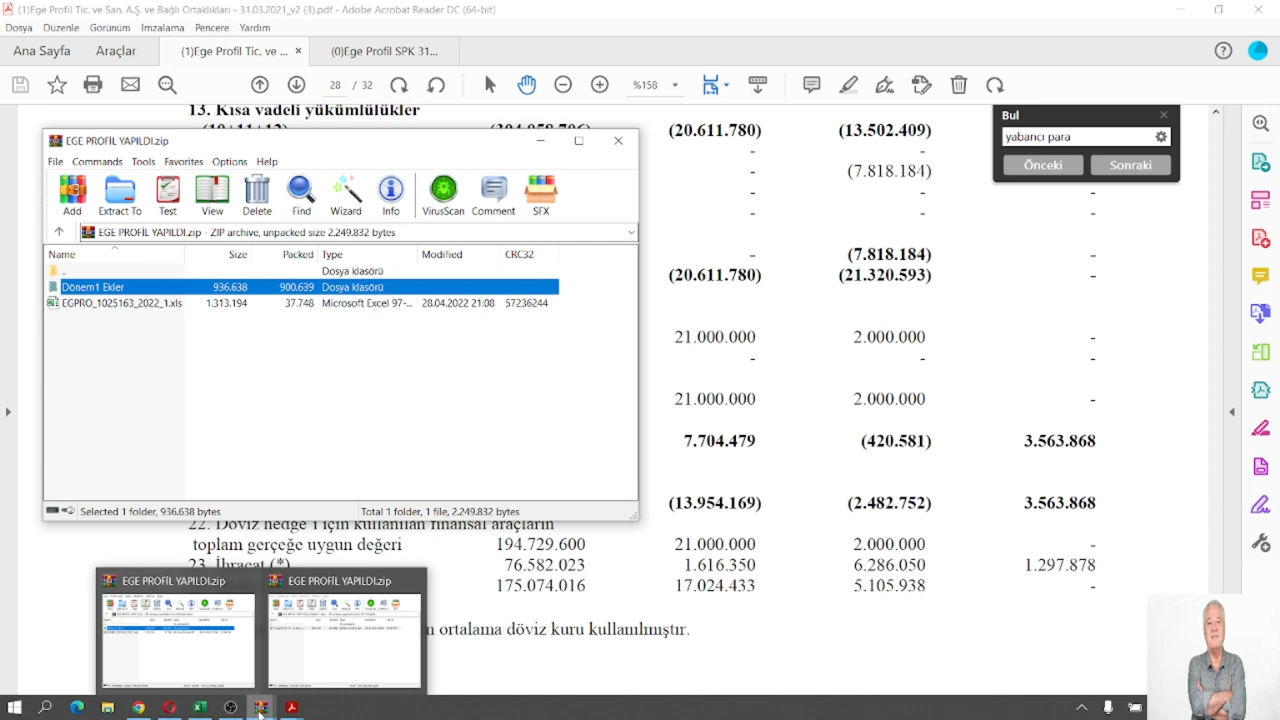 (1)Ege Profil Tic. ve San. A.Ş. ve Bağlı Ortaklıkları - 31.03.2021_v2 (3).pdf - Adobe Acrobat Reader DC (64-bit)
Dosya Düzenle Görünüm İmzalama Pencere Yardım
Ana Sayfa Araçlar (1)Ege Profil Tic. ve ... × (0)Ege Profil SPK 31...
28 / 32 %158
13. Kısa vadeli yükümlülükler
(20.611.780) (13.502.409)
- -
- (7.818.184) -
- - -
- - -
- (7.818.184) -
(20.611.780) (21.320.593) -
21.000.000 2.000.000 -
- - -
21.000.000 2.000.000 -
7.704.479 (420.581) 3.563.868
(13.954.169) (2.482.752) 3.563.868
22. Döviz hedge'i için kullanılan finansal araçların
toplam gerçeğe uygun değeri 194.729.600 21.000.000 2.000.000 -
23. İhracat (*) 76.582.023 1.616.350 6.286.050 1.297.878
175.074.016 17.024.433 5.105.938 -
ortalama döviz kuru kullanılmıştır.
Bul
yabancı para
Önceki Sonraki
EGE PROFİL YAPILDI.zip
File Commands Tools Favorites Options Help
Add Extract To Test View Delete Find Wizard Info VirusScan Comment SFX
EGE PROFİL YAPILDI.zip - ZIP archive, unpacked size 2.249.832 bytes
Name Size Packed Type Modified CRC32
.. Dosya klasörü
Dönem1 Ekler 936.638 900.639 Dosya klasörü
EGPRO_1025163_2022_1.xls 1.313.194 37.748 Microsoft Excel 97-... 28.04.2022 21:08 57236244
Selected 1 folder, 936.638 bytes Total 1 folder, 1 file, 2.249.832 bytes
EGE PROFİL YAPILDI.zip EGE PROFİL YAPILDI.zip